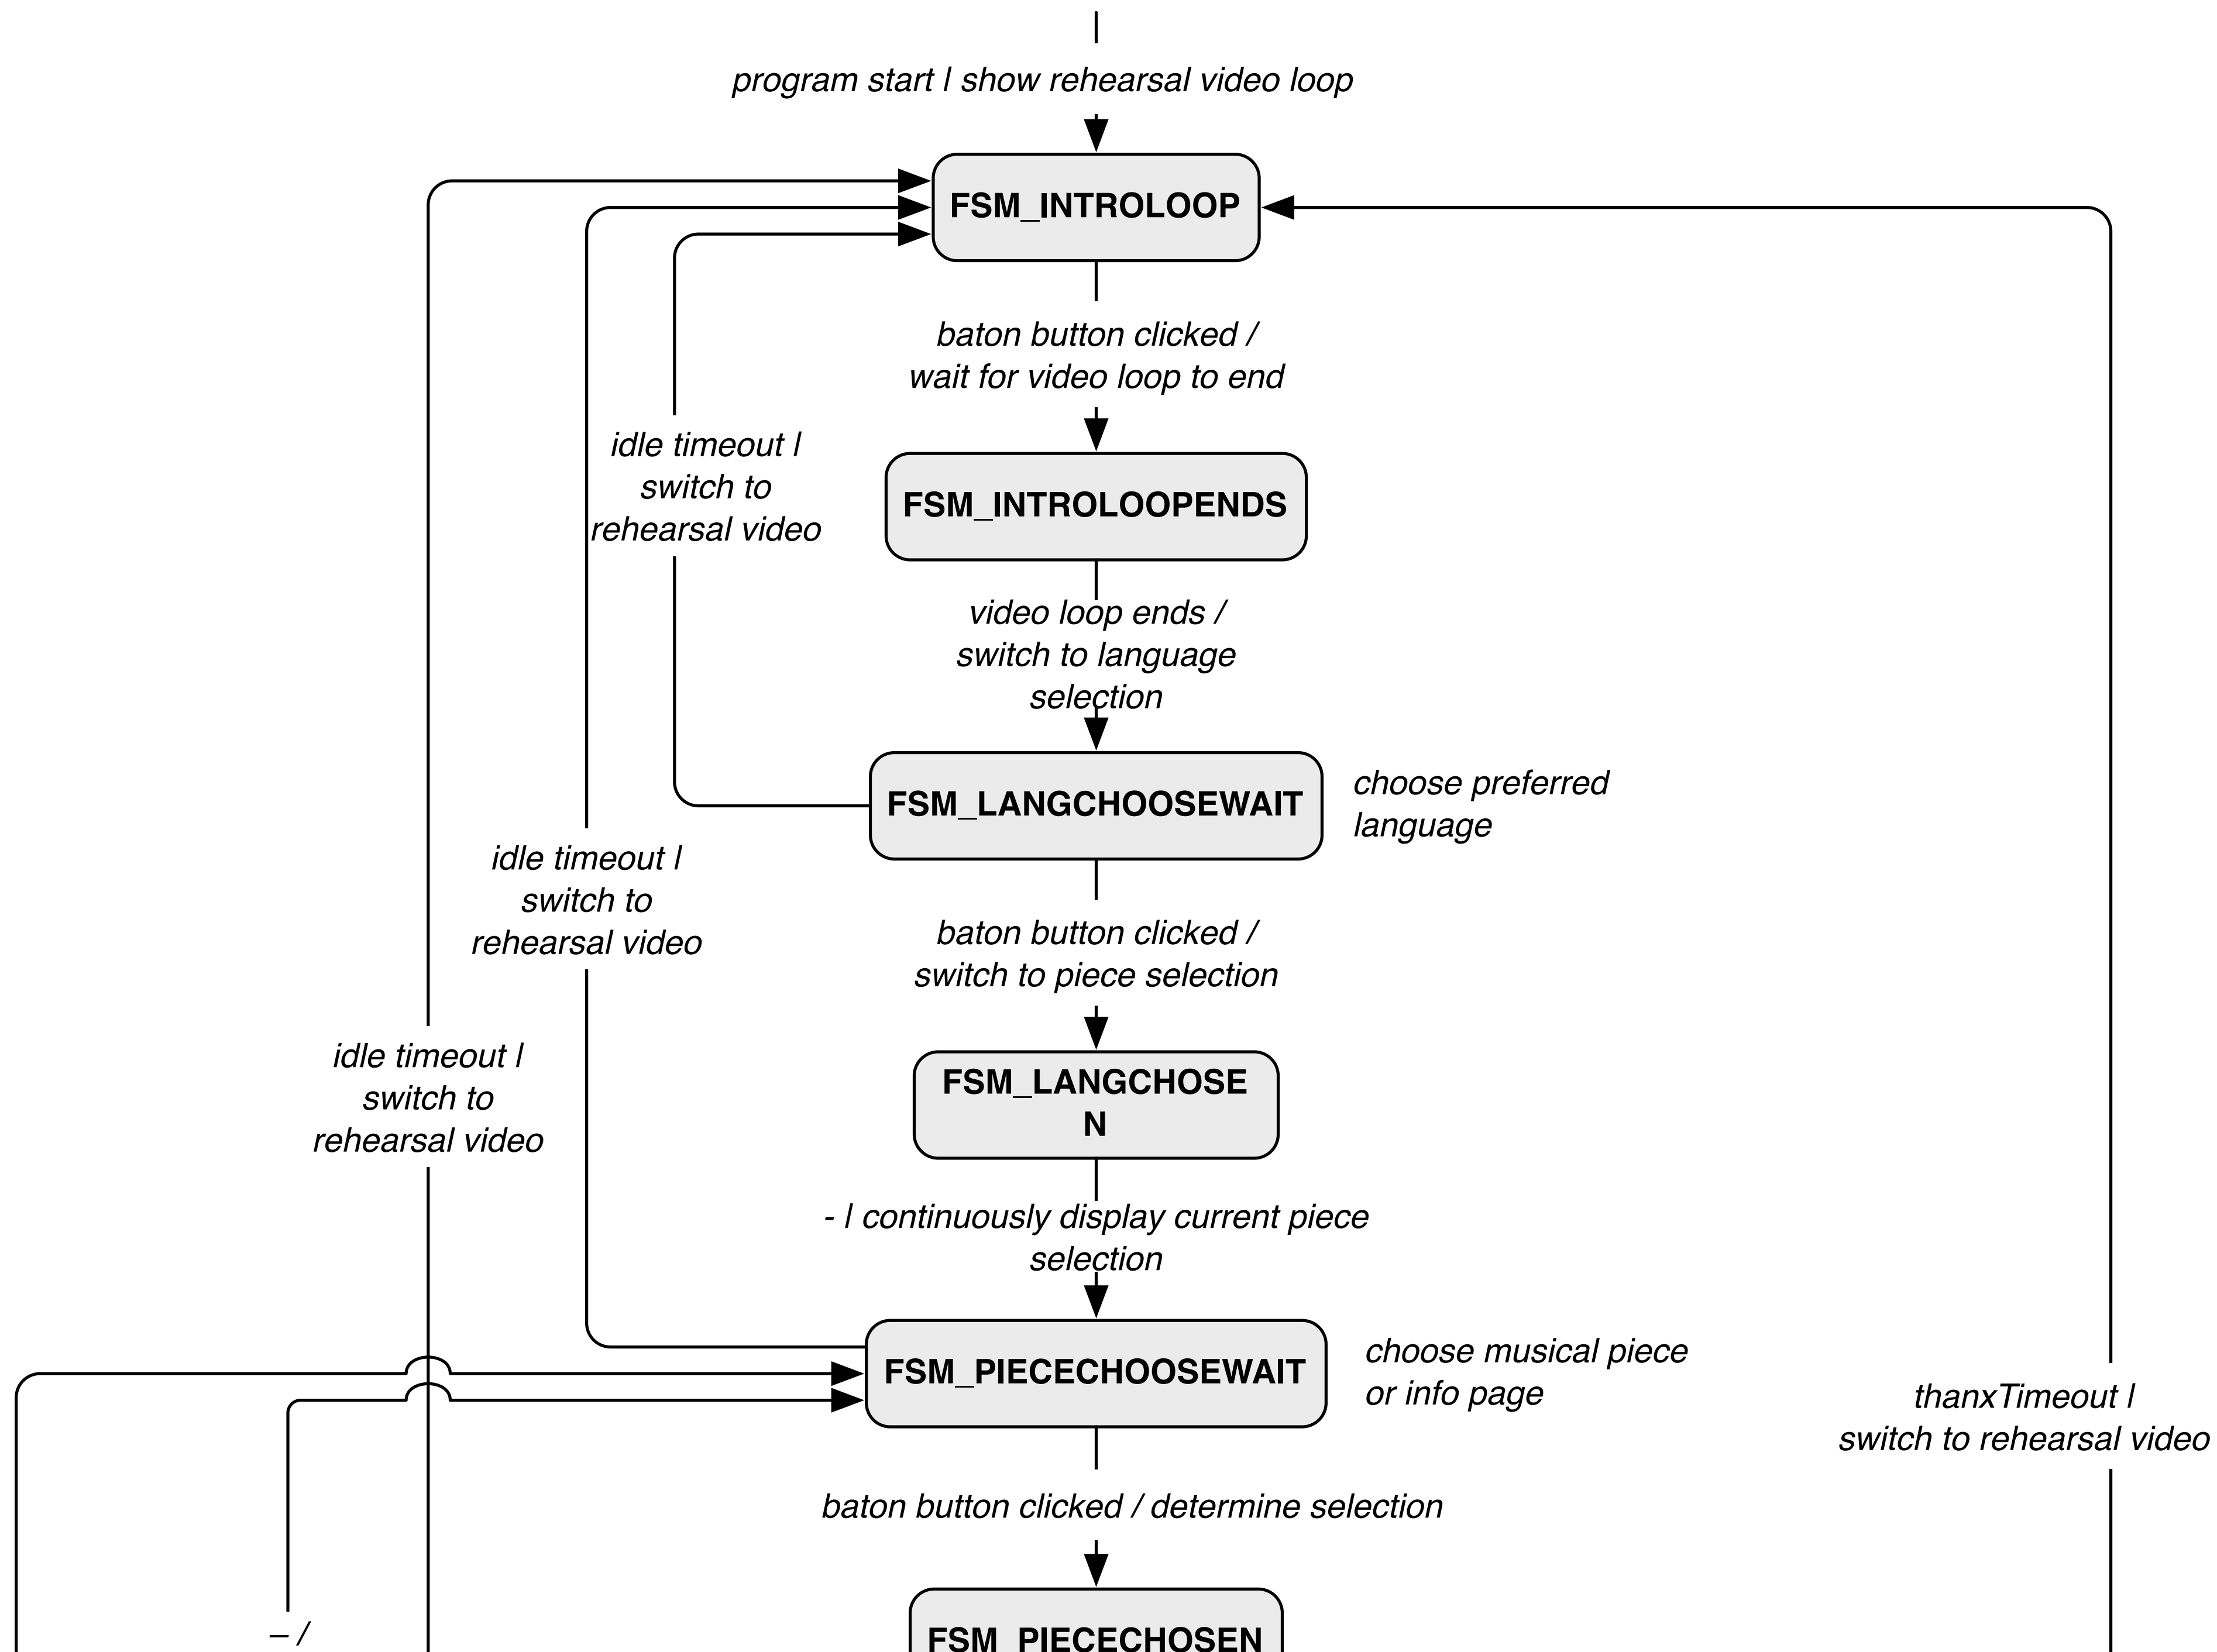 program start | show rehearsal video loop
FSM_INTROLOOP
baton button clicked /
wait for video loop to end
idle timeout |
switch to
rehearsal video
FSM_INTROLOOPENDS
video loop ends /
switch to language
selection
FSM_LANGCHOOSEWAIT
choose preferred
language
idle timeout |
switch to
rehearsal video
baton button clicked /
switch to piece selection
idle timeout |
switch to
rehearsal video
FSM_LANGCHOSE
N
- | continuously display current piece
selection
FSM_PIECECHOOSEWAIT
choose musical piece
or info page
thanxTimeout |
switch to rehearsal video
baton button clicked / determine selection
– /
FSM_PIECECHOSEN